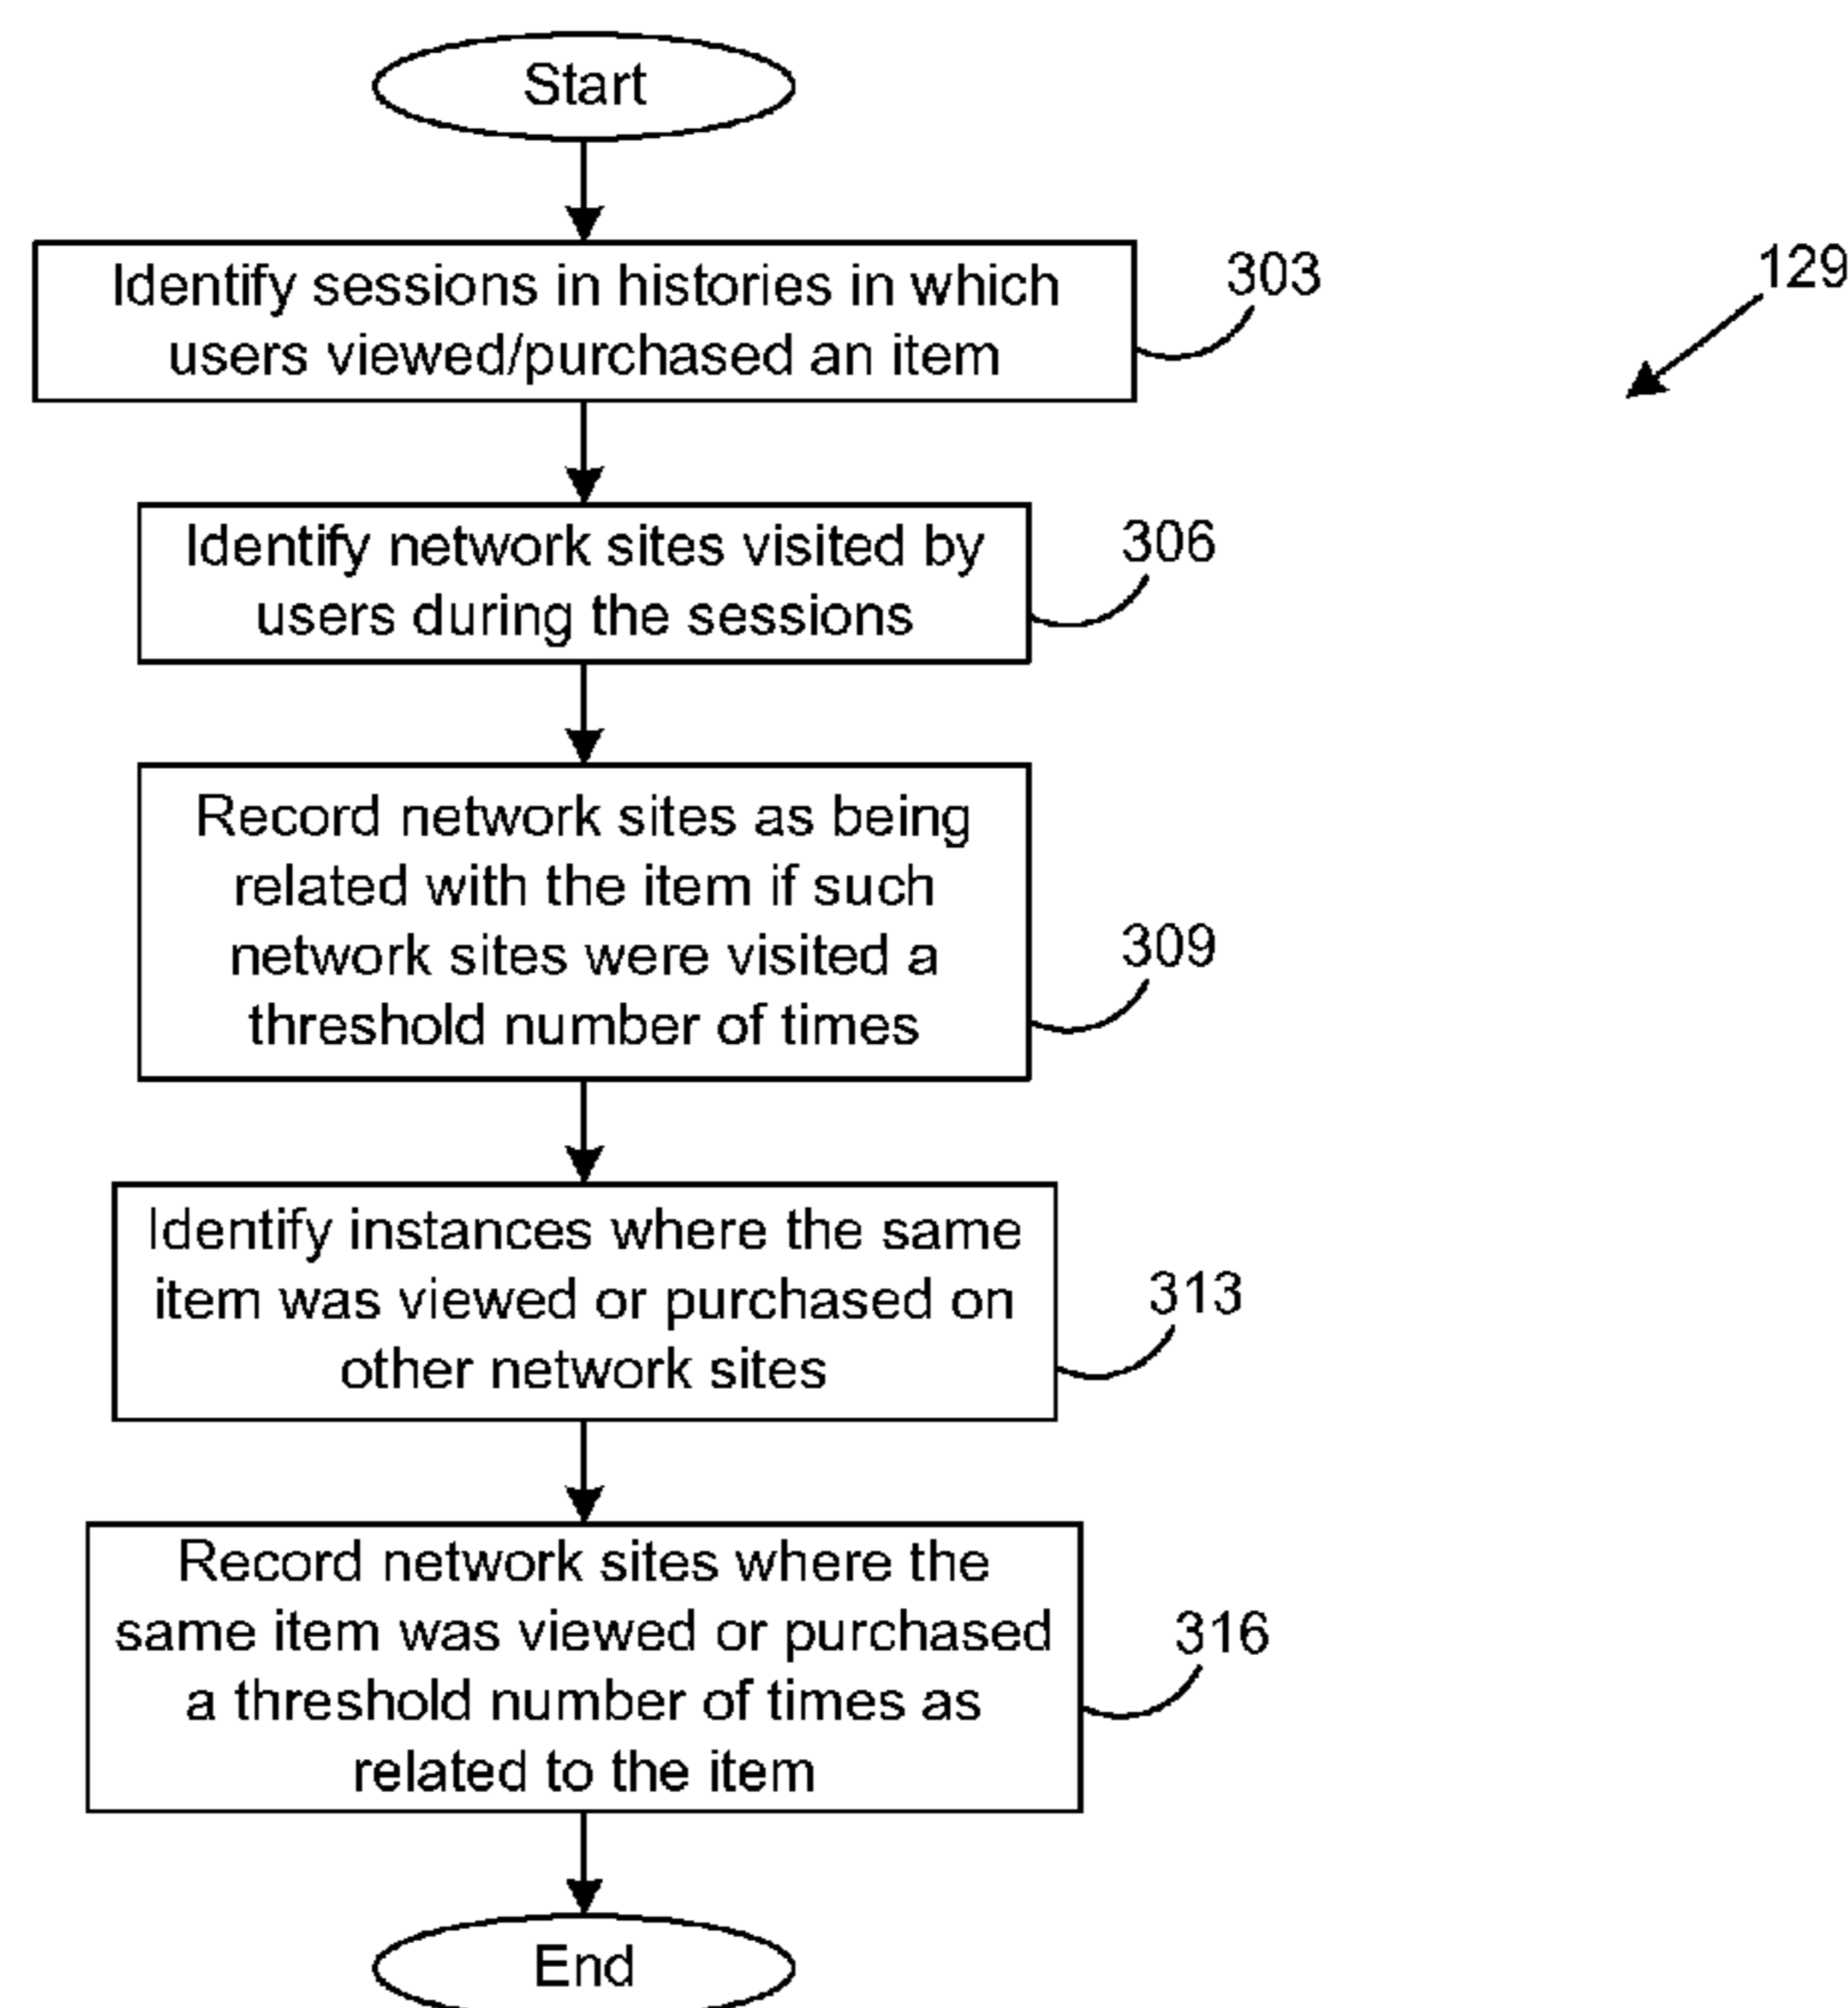 Start
Identify sessions in histories in which
users viewed/purchased an item
303
129
Identify network sites visited by
users during the sessions
306
Record network sites as being
related with the item if such
network sites were visited a
threshold number of times
309
Identify instances where the same
item was viewed or purchased on
other network sites
313
Record network sites where the
same item was viewed or purchased
a threshold number of times as
related to the item
316
End